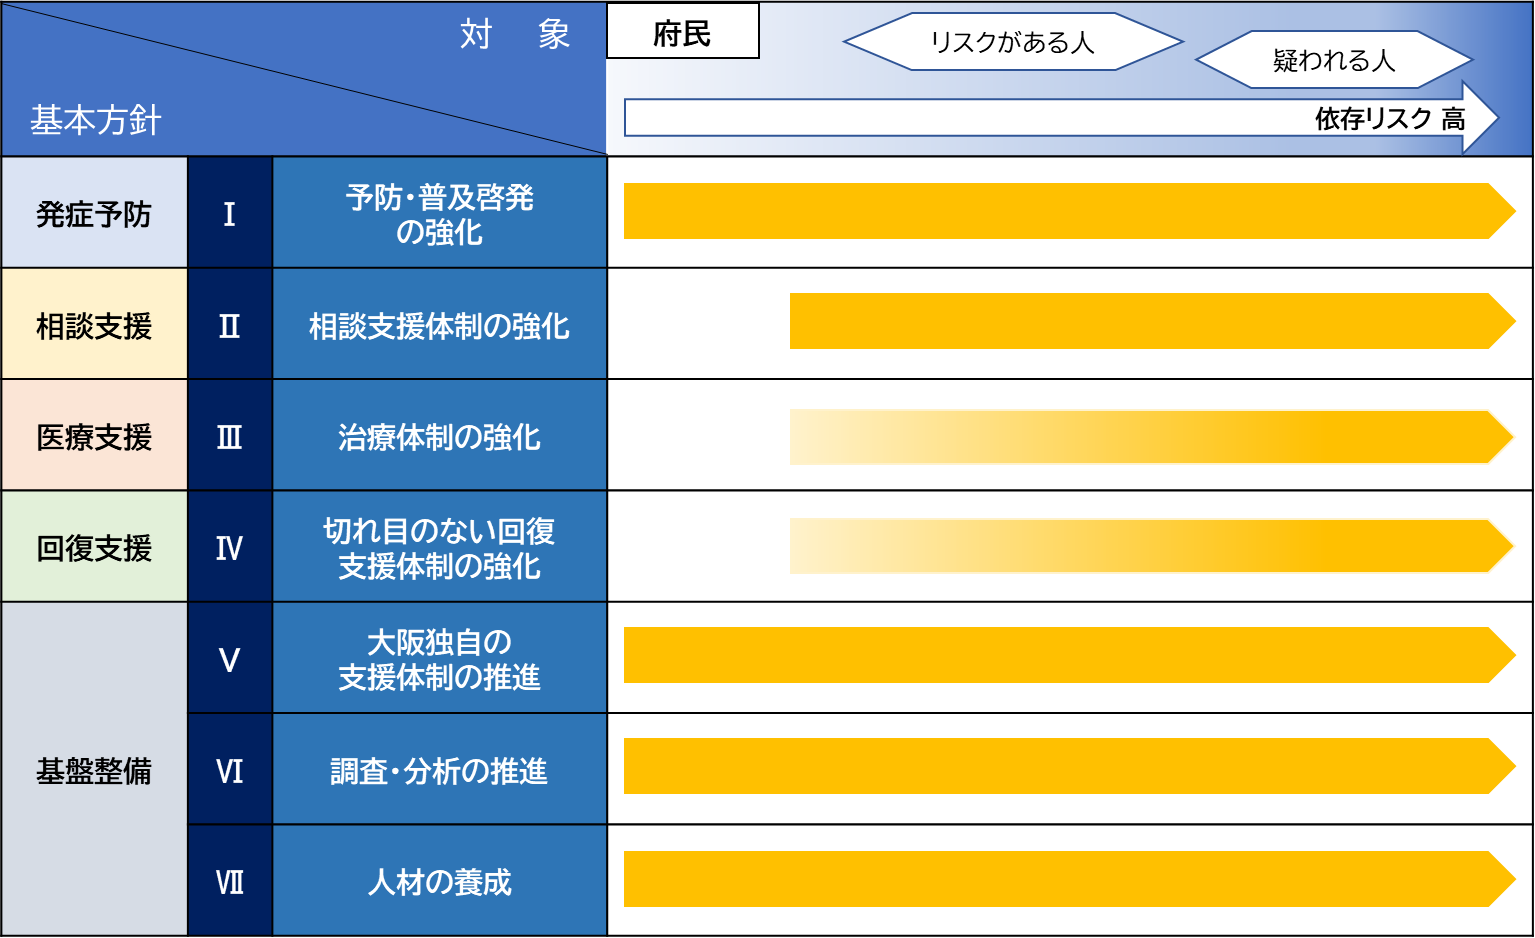 対 象
基本方針
府民
リスクがある人
疑われる人
依存リスク 高
発症予防
Ⅰ
予防・普及啓発
の強化
相談支援
Ⅱ
相談支援体制の強化
医療支援
Ⅲ
治療体制の強化
回復支援
Ⅳ
切れ目のない回復
支援体制の強化
基盤整備
Ⅴ
大阪独自の
支援体制の推進
Ⅵ
調査・分析の推進
Ⅶ
人材の養成